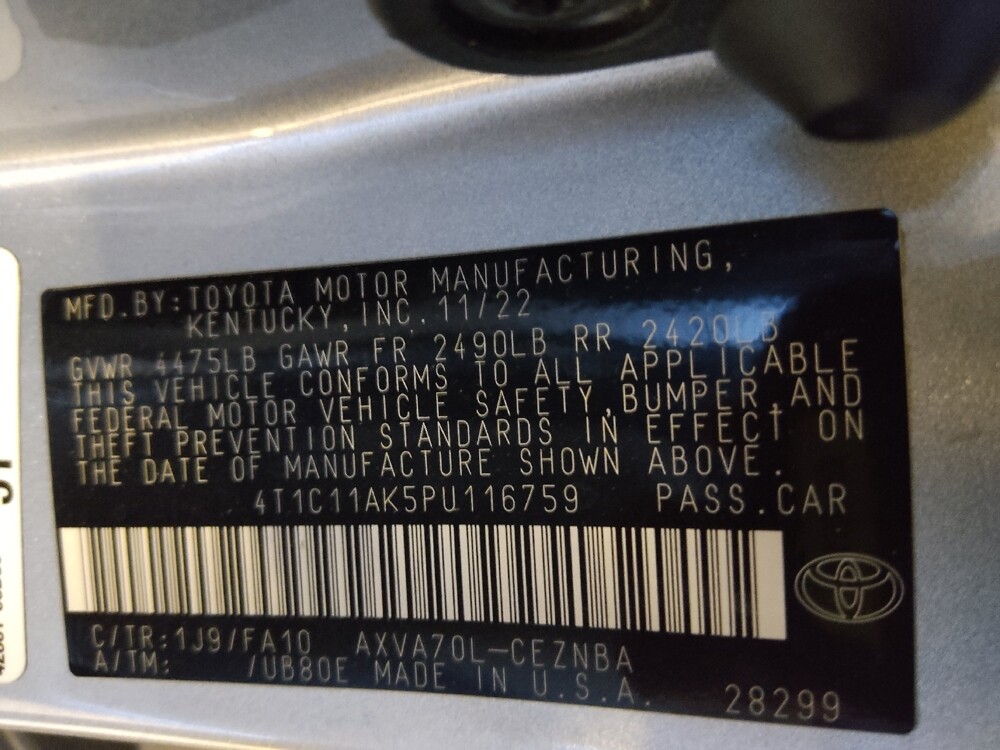 MFD.BY:TOYOTA MOTOR MANUFACTURING,
KENTUCKY,INC. 11/22
GVWR 4475LB GAWR FR 2490LB RR 2420LB
THIS VEHICLE CONFORMS TO ALL APPLICABLE
FEDERAL MOTOR VEHICLE SAFETY,BUMPER,AND
THEFT PREVENTION STANDARDS IN EFFECT ON
THE DATE OF MANUFACTURE SHOWN ABOVE.
4T1C11AK5PU116759 PASS.CAR
C/TR:1J9/FA10 AXVA70L-CEZNBA
A/TM: /UB80E MADE IN U.S.A.
28299